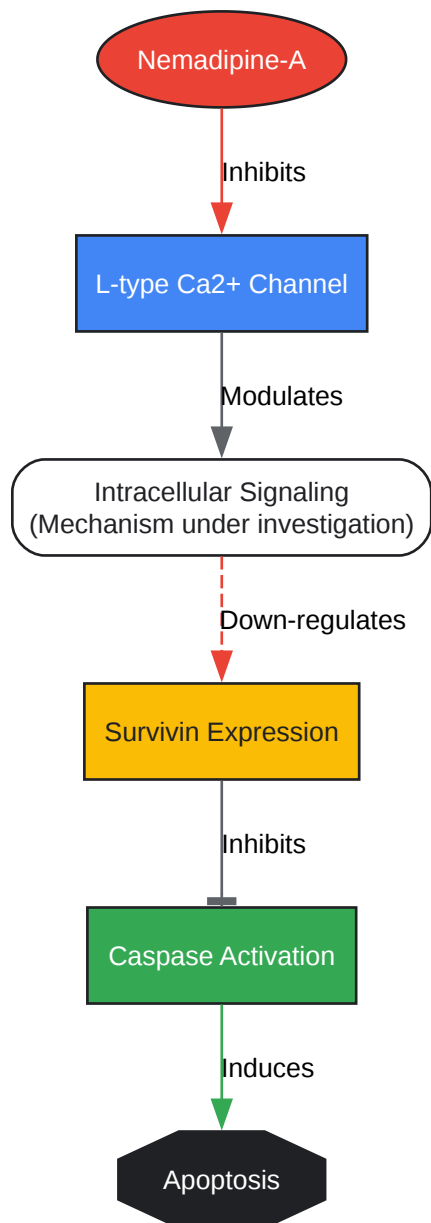 Nemadipine-A
Inhibits
L-type Ca2+ Channel
Modulates
Intracellular Signaling
(Mechanism under investigation)
Down-regulates
Survivin Expression
Inhibits
Caspase Activation
Induces
Apoptosis